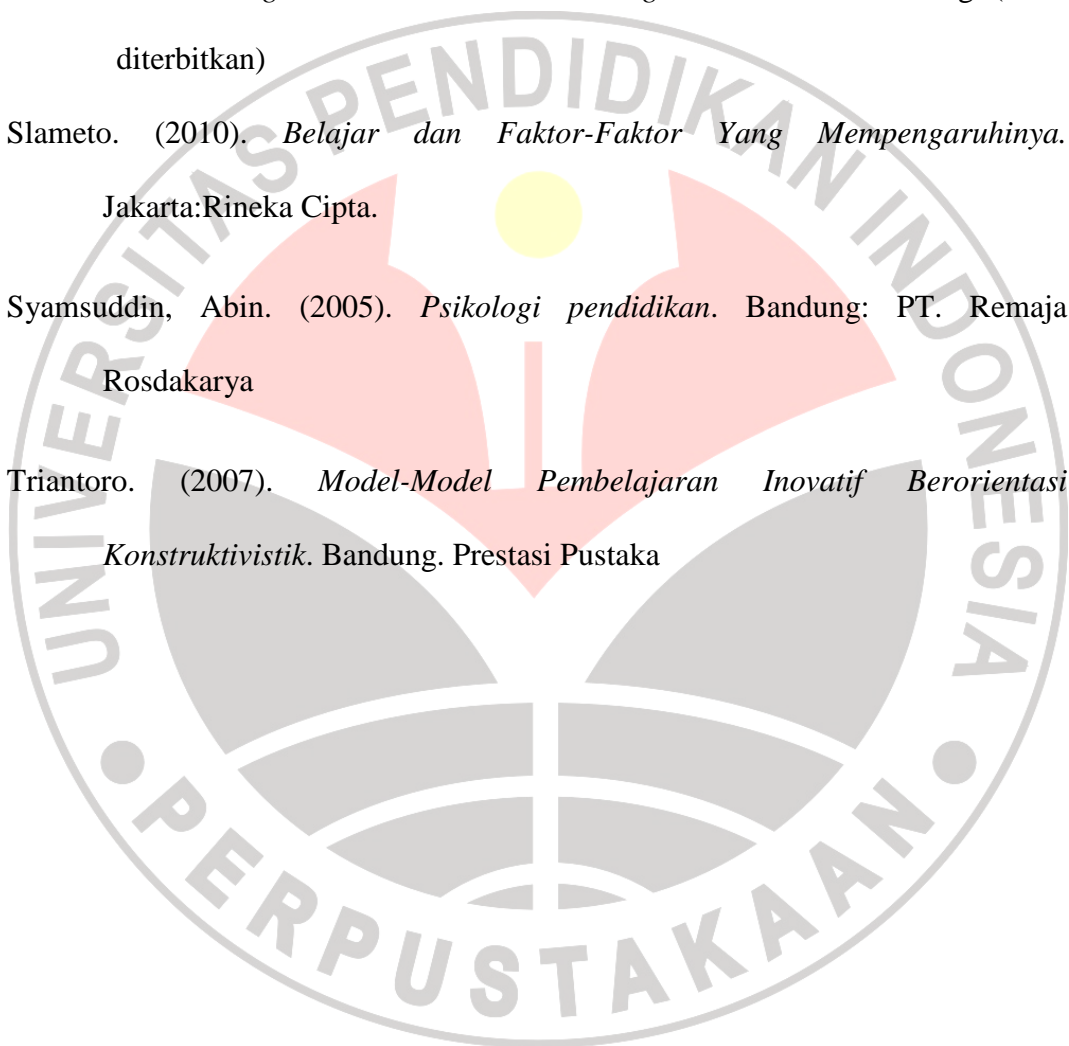 diterbitkan)
Slameto. (2010). Belajar dan Faktor-Faktor Yang Mempengaruhinya.
Jakarta:Rineka Cipta.
Syamsuddin, Abin. (2005). Psikologi pendidikan. Bandung: PT. Remaja
Rosdakarya
Triantoro. (2007). Model-Model Pembelajaran Inovatif Berorientasi
Konstruktivistik. Bandung. Prestasi Pustaka
UNIVERSITAS PENDIDIKAN INDONESIA
PERPUSTAKAAN